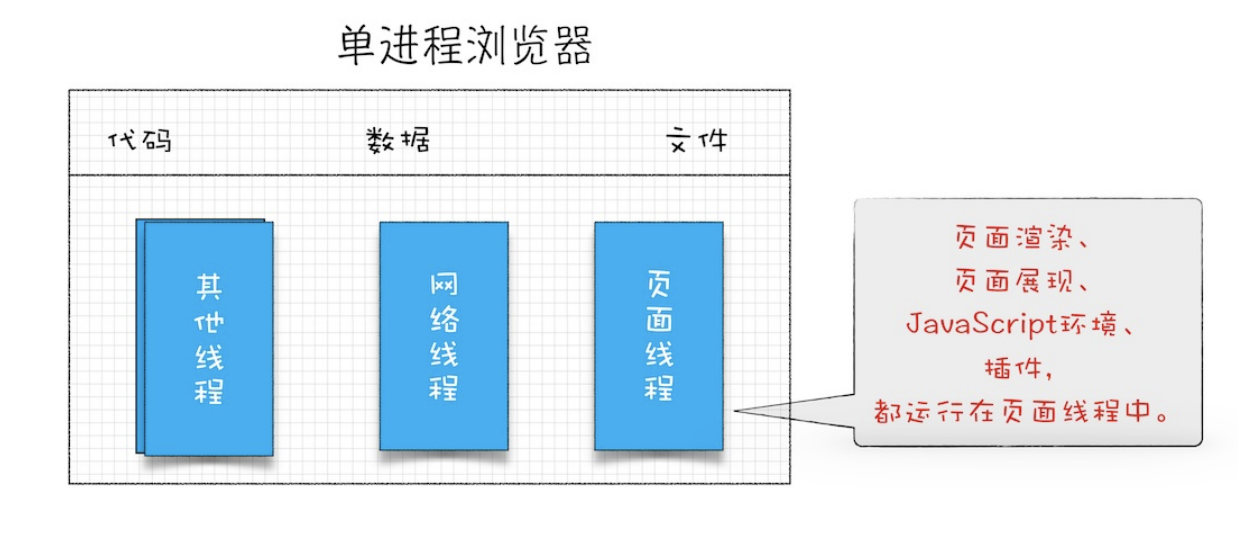 单进程浏览器
代码 数据 文件
其他线程
网络线程
页面线程
页面渲染、
页面展现、
JavaScript环境、
插件,
都运行在页面线程中。